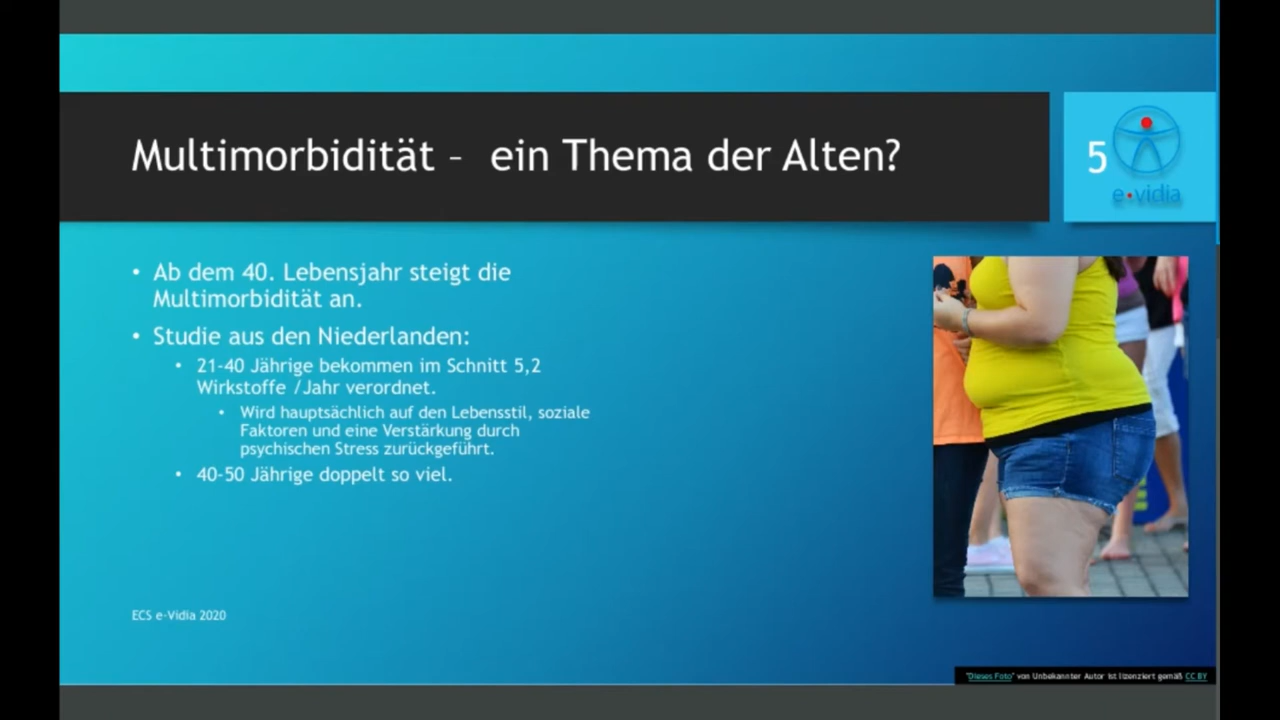 Multimorbidität – ein Thema der Alten?
5
e•vidia
• Ab dem 40. Lebensjahr steigt die
Multimorbidität an.
• Studie aus den Niederlanden:
• 21-40 Jährige bekommen im Schnitt 5,2
Wirkstoffe /Jahr verordnet.
• Wird hauptsächlich auf den Lebensstil, soziale
Faktoren und eine Verstärkung durch
psychischen Stress zurückgeführt.
• 40-50 Jährige doppelt so viel.
ECS e-Vidia 2020
"Dieses Foto" von Unbekannter Autor ist lizenziert gemäß CC BY